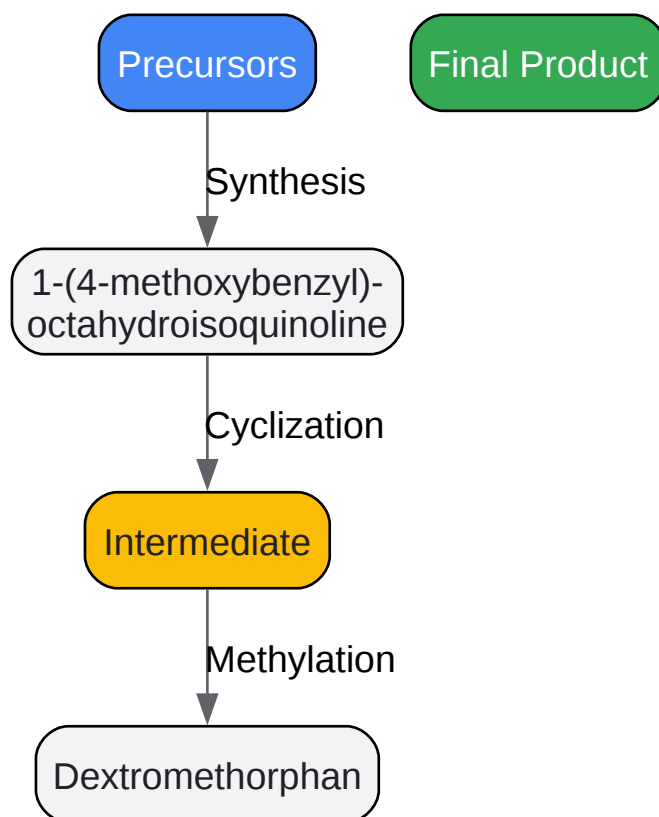 Precursors
Final Product
Synthesis
1-(4-methoxybenzyl)-
octahydroisoquinoline
Cyclization
Intermediate
Methylation
Dextromethorphan